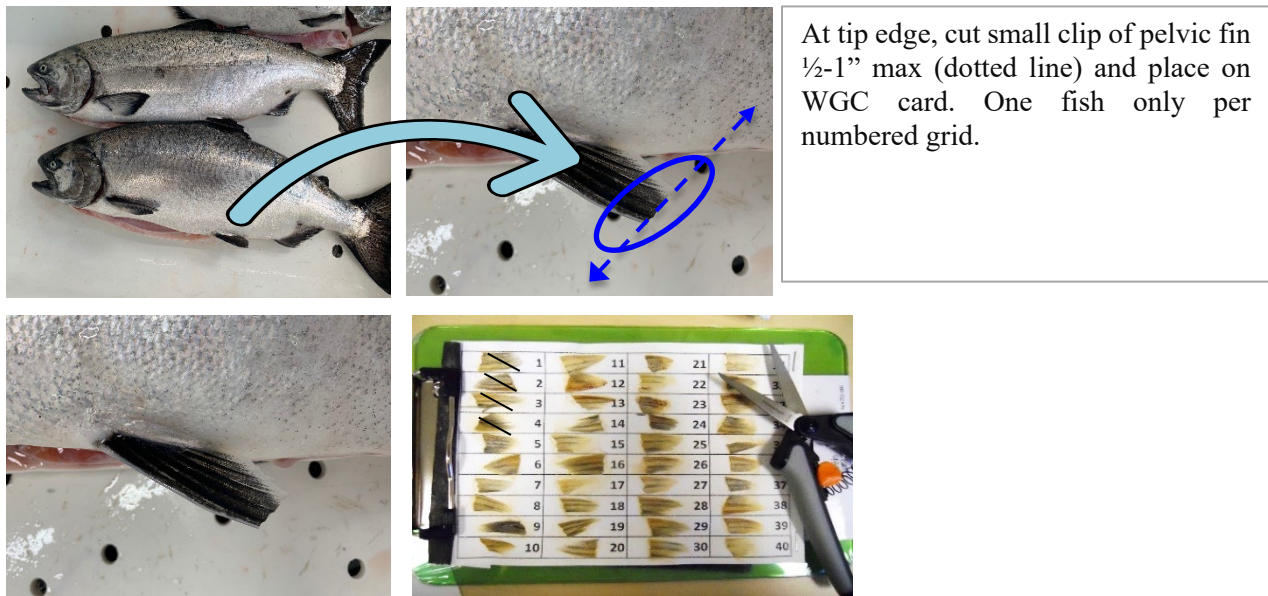 At tip edge, cut small clip of pelvic fin
½-1” max (dotted line) and place on
WGC card. One fish only per
numbered grid.
1 11 21
2 12 22
3 13 23
4 14 24
5 15 25
6 16 26
7 17 27 37
8 18 28 38
9 19 29 39
10 20 30 40